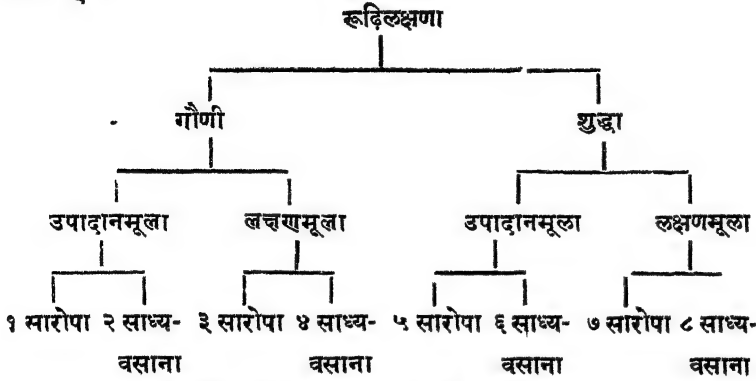 रूढ़िलक्षणा
गौणी शुद्धा
उपादानमूला लक्षणमूला उपादानमूला लक्षणमूला
१ सारोपा २ साध्य- ३ सारोपा ४ साध्य- ५ सारोपा ६ साध्य- ७ सारोपा ८ साध्य-
वसाना वसाना वसाना वसाना